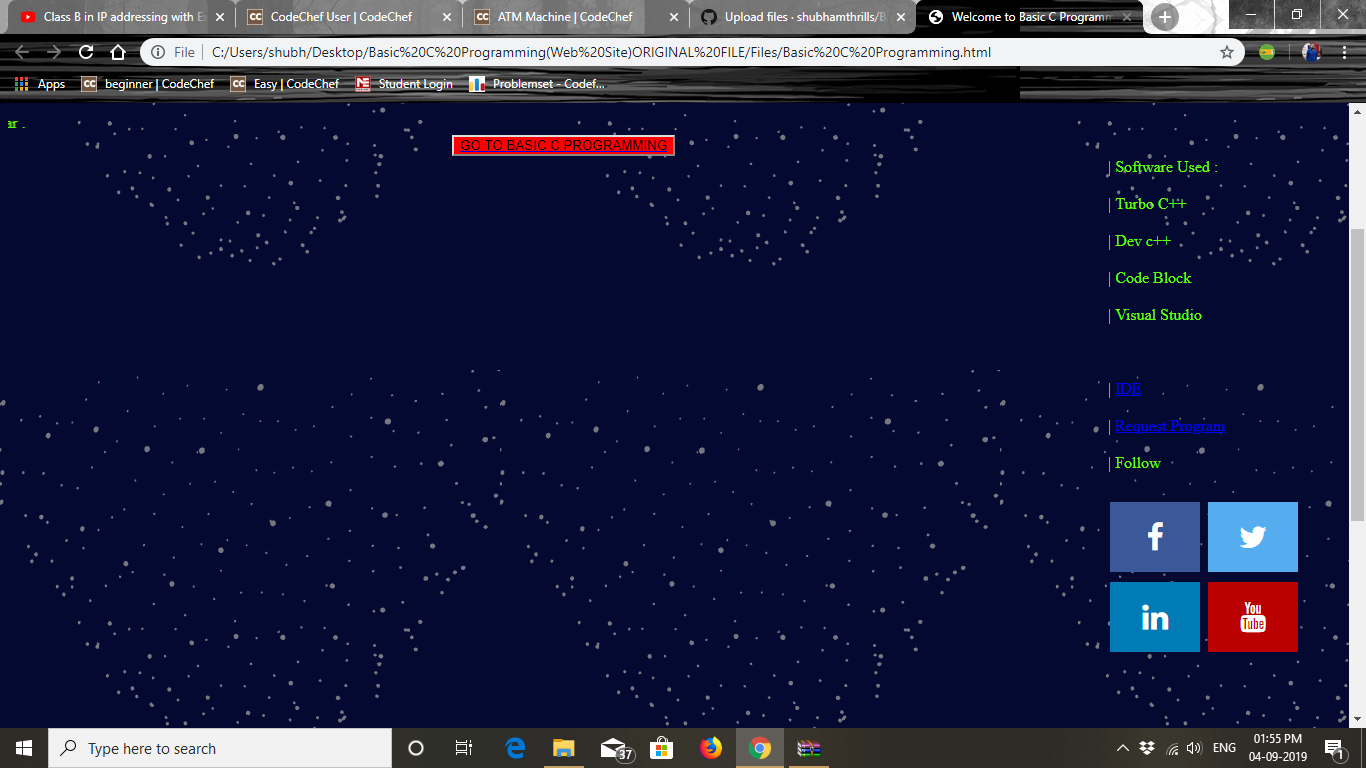 Class B in IP addressing with E
CodeChef User | CodeChef
ATM Machine | CodeChef
Upload files · shubhamthrills/B
Welcome to Basic C Programm
File | C:/Users/shubh/Desktop/Basic%20C%20Programming(Web%20Site)ORIGINAL%20FILE/Files/Basic%20C%20Programming.html
Apps
CC beginner | CodeChef
CC Easy | CodeChef
Student Login
Problemset - Codef...
ar .
GO TO BASIC C PROGRAMMING
| Software Used :
| Turbo C++
| Dev c++
| Code Block
| Visual Studio
| IDE
| Request Program
| Follow
f
in
You Tube
Type here to search
37
ENG
01:55 PM
04-09-2019
1